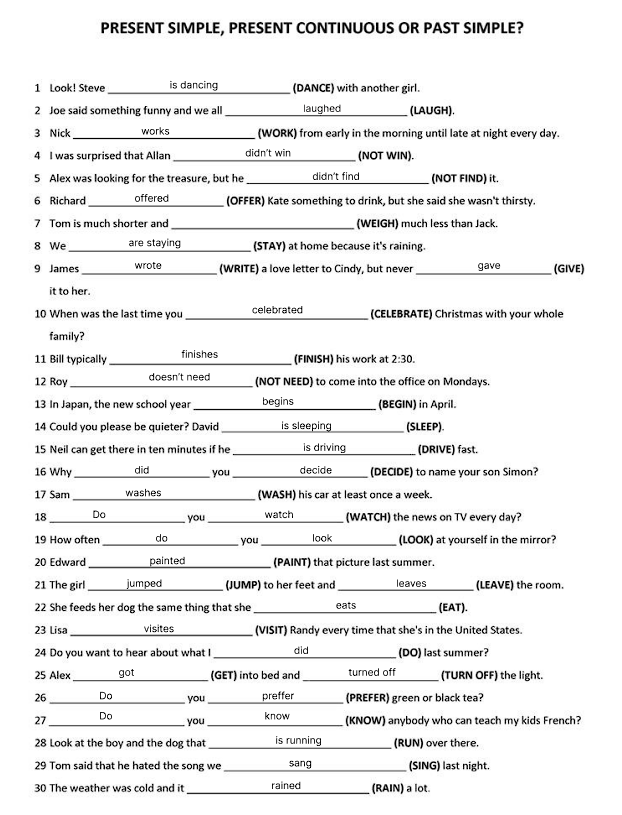 PRESENT SIMPLE, PRESENT CONTINUOUS OR PAST SIMPLE?
1 Look! Steve is dancing (DANCE) with another girl.
2 Joe said something funny and we all laughed (LAUGH).
3 Nick works (WORK) from early in the morning until late at night every day.
4 I was surprised that Allan didn't win (NOT WIN).
5 Alex was looking for the treasure, but he didn't find (NOT FIND) it.
6 Richard offered (OFFER) Kate something to drink, but she said she wasn't thirsty.
7 Tom is much shorter and ____ (WEIGH) much less than Jack.
8 We are staying (STAY) at home because it's raining.
9 James wrote (WRITE) a love letter to Cindy, but never gave (GIVE)
it to her.
10 When was the last time you celebrated (CELEBRATE) Christmas with your whole
family?
11 Bill typically finishes (FINISH) his work at 2:30.
12 Roy doesn't need (NOT NEED) to come into the office on Mondays.
13 In Japan, the new school year begins (BEGIN) in April.
14 Could you please be quieter? David is sleeping (SLEEP).
15 Neil can get there in ten minutes if he is driving (DRIVE) fast.
16 Why did you decide (DECIDE) to name your son Simon?
17 Sam washes (WASH) his car at least once a week.
18 Do you watch (WATCH) the news on TV every day?
19 How often do you look (LOOK) at yourself in the mirror?
20 Edward painted (PAINT) that picture last summer.
21 The girl jumped (JUMP) to her feet and leaves (LEAVE) the room.
22 She feeds her dog the same thing that she eats (EAT).
23 Lisa visites (VISIT) Randy every time that she's in the United States.
24 Do you want to hear about what I did (DO) last summer?
25 Alex got (GET) into bed and turned off (TURN OFF) the light.
26 Do you preffer (PREFER) green or black tea?
27 Do you know (KNOW) anybody who can teach my kids French?
28 Look at the boy and the dog that is running (RUN) over there.
29 Tom said that he hated the song we sang (SING) last night.
30 The weather was cold and it rained (RAIN) a lot.